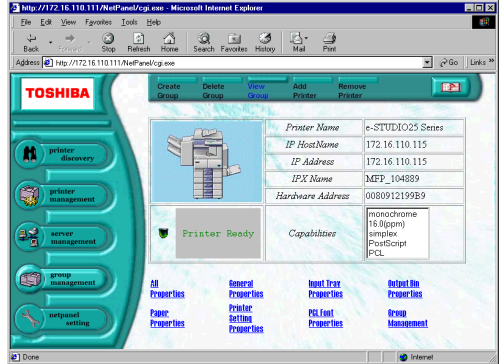 http://172.16.110.111/NetPanel/cgi.exe - Microsoft Internet Explorer
File Edit View Favorites Tools Help
Back Forward Stop Refresh Home Search Favorites History Mail Print
Address http://172.16.110.111/NetPanel/cgi.exe Go Links »
TOSHIBA
Create Group
Delete Group
View Group
Add Printer
Remove Printer
printer discovery
printer management
server management
group management
netpanel setting
Printer Name e-STUDIO25 Series
IP HostName 172.16.110.115
IP Address 172.16.110.115
IPX Name MFP_104889
Hardware Address 0080912199B9
Printer Ready
Capabilities
monochrome
16.0(ppm)
simplex
PostScript
PCL
All Properties
General Properties
Input Tray Properties
Output Bin Properties
Paper Properties
Printer Setting Properties
PCL Font Properties
Group Management
Done
Internet